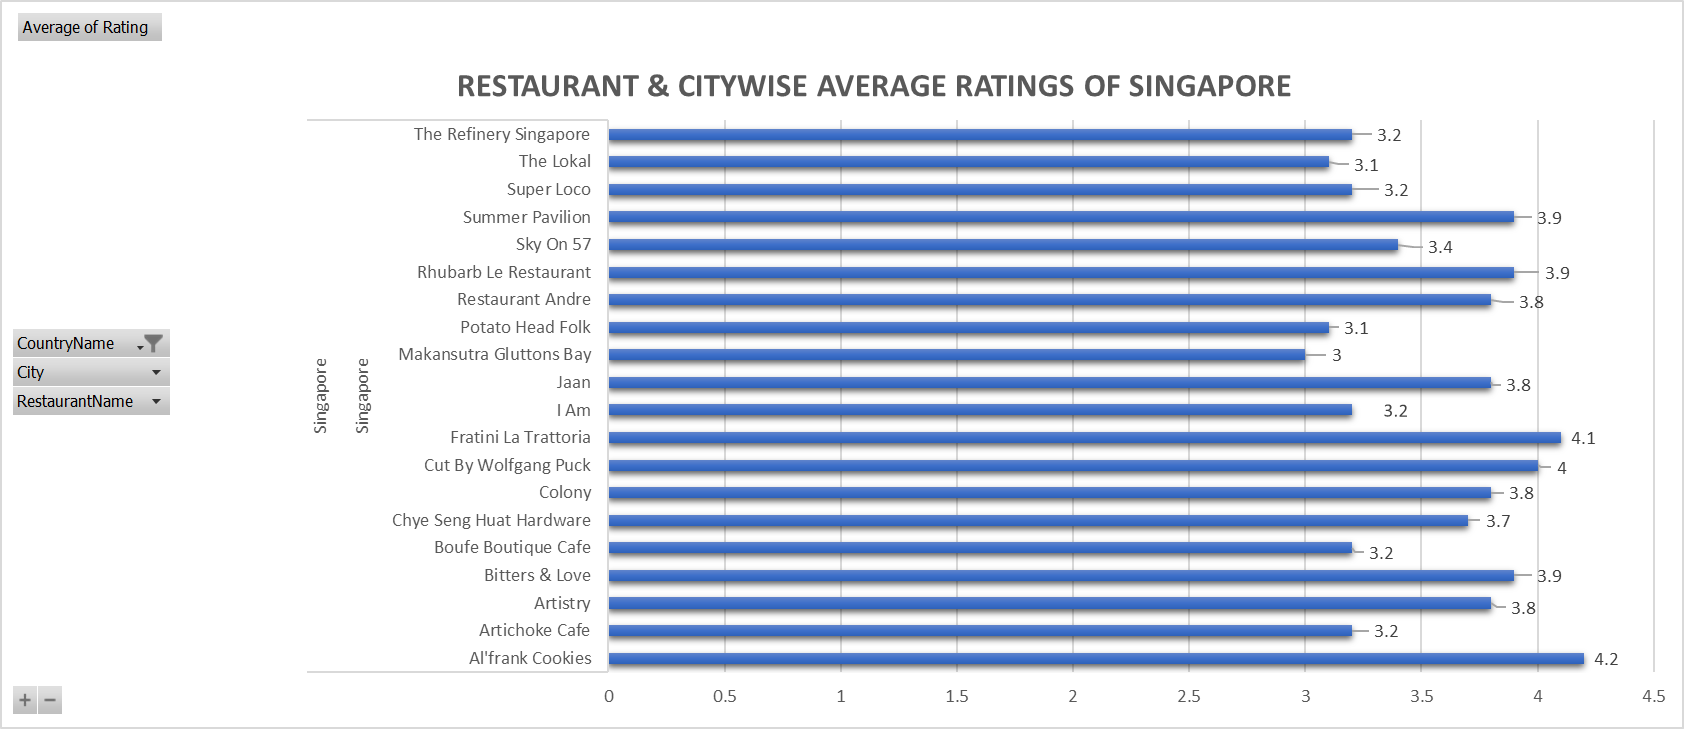 Average of Rating
RESTAURANT & CITYWISE AVERAGE RATINGS OF SINGAPORE
The Refinery Singapore 3.2
The Lokal 3.1
Super Loco 3.2
Summer Pavilion 3.9
Sky On 57 3.4
Rhubarb Le Restaurant 3.9
Restaurant Andre 3.8
Potato Head Folk 3.1
Makansutra Gluttons Bay 3
Jaan 3.8
I Am 3.2
Fratini La Trattoria 4.1
Cut By Wolfgang Puck 4
Colony 3.8
Chye Seng Huat Hardware 3.7
Boufe Boutique Cafe 3.2
Bitters & Love 3.9
Artistry 3.8
Artichoke Cafe 3.2
Al'frank Cookies 4.2
Singapore
Singapore
CountryName
City
RestaurantName
0 0.5 1 1.5 2 2.5 3 3.5 4 4.5
+ −